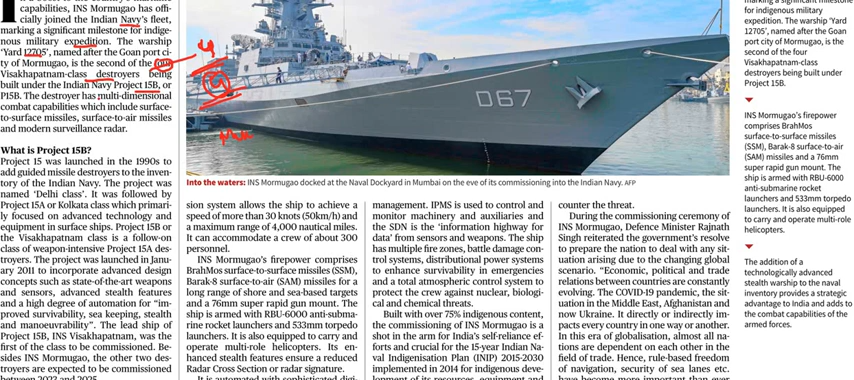 capabilities, INS Mormugao has offi-
cially joined the Indian Navy's fleet,
marking a significant milestone for indige-
nous military expedition. The warship
'Yard 12705', named after the Goan port ci-
ty of Mormugao, is the second of the four
Visakhapatnam-class destroyers being
built under the Indian Navy Project 15B, or
P15B. The destroyer has multi-dimensional
combat capabilities which include surface-
to-surface missiles, surface-to-air missiles
and modern surveillance radar.
What is Project 15B?
Project 15 was launched in the 1990s to
add guided missile destroyers to the inven-
tory of the Indian Navy. The project was
named 'Delhi class'. It was followed by
Project 15A or Kolkata class which primari-
ly focused on advanced technology and
equipment in surface ships. Project 15B or
the Visakhapatnam class is a follow-on
class of weapon-intensive Project 15A des-
troyers. The project was launched in Janu-
ary 2011 to incorporate advanced design
concepts such as state-of-the-art weapons
and sensors, advanced stealth features
and a high degree of automation for "im-
proved survivability, sea keeping, stealth
and manoeuvrability". The lead ship of
Project 15B, INS Visakhapatnam, was the
first of the class to be commissioned. Be-
sides INS Mormugao, the other two des-
troyers are expected to be commissioned
between 2023 and 2025.
4
D67
Into the waters: INS Mormugao docked at the Naval Dockyard in Mumbai on the eve of its commissioning into the Indian Navy. AFP
sion system allows the ship to achieve a
speed of more than 30 knots (50km/h) and
a maximum range of 4,000 nautical miles.
It can accommodate a crew of about 300
personnel.
INS Mormugao's firepower comprises
BrahMos surface-to-surface missiles (SSM),
Barak-8 surface-to-air (SAM) missiles for a
long range of shore and sea-based targets
and a 76mm super rapid gun mount. The
ship is armed with RBU-6000 anti-subma-
rine rocket launchers and 533mm torpedo
launchers. It is also equipped to carry and
operate multi-role helicopters. Its en-
hanced stealth features ensure a reduced
Radar Cross Section or radar signature.
It is automated with sophisticated digi-
management. IPMS is used to control and
monitor machinery and auxiliaries and
the SDN is the 'information highway for
data' from sensors and weapons. The ship
has multiple fire zones, battle damage con-
trol systems, distributional power systems
to enhance survivability in emergencies
and a total atmospheric control system to
protect the crew against nuclear, biologi-
cal and chemical threats.
Built with over 75% indigenous content,
the commissioning of INS Mormugao is a
shot in the arm for India's self-reliance ef-
forts and crucial for the 15-year Indian Na-
val Indigenisation Plan (INIP) 2015-2030
implemented in 2014 for indigenous deve-
lopment of its resources, equipment and
counter the threat.
During the commissioning ceremony of
INS Mormugao, Defence Minister Rajnath
Singh reiterated the government's resolve
to prepare the nation to deal with any sit-
uation arising due to the changing global
scenario. "Economic, political and trade
relations between countries are constantly
evolving. The COVID-19 pandemic, the sit-
uation in the Middle East, Afghanistan and
now Ukraine. It directly or indirectly im-
pacts every country in one way or another.
In this era of globalisation, almost all na-
tions are dependent on each other in the
field of trade. Hence, rule-based freedom
of navigation, security of sea lanes etc.
have become more important than ever
marking a significant milestone
for indigenous military
expedition. The warship 'Yard
12705', named after the Goan
port city of Mormugao, is the
second of the four
Visakhapatnam-class
destroyers being built under
Project 15B.
INS Mormugao's firepower
comprises BrahMos
surface-to-surface missiles
(SSM), Barak-8 surface-to-air
(SAM) missiles and a 76mm
super rapid gun mount. The
ship is armed with RBU-6000
anti-submarine rocket
launchers and 533mm torpedo
launchers. It is also equipped
to carry and operate multi-role
helicopters.
The addition of a
technologically advanced
stealth warship to the naval
inventory provides a strategic
advantage to India and adds to
the combat capabilities of the
armed forces.